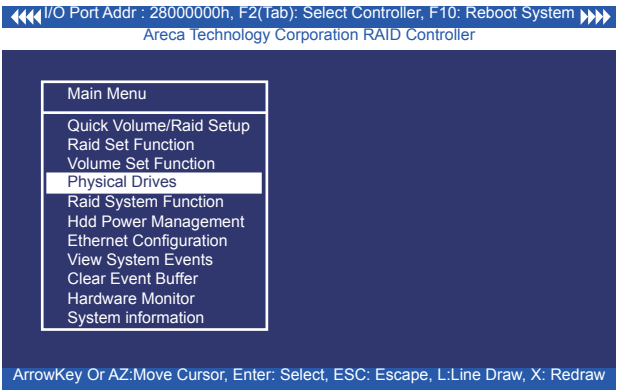 I/O Port Addr : 28000000h, F2(Tab): Select Controller, F10: Reboot System
Areca Technology Corporation RAID Controller
Main Menu
Quick Volume/Raid Setup
Raid Set Function
Volume Set Function
Physical Drives
Raid System Function
Hdd Power Management
Ethernet Configuration
View System Events
Clear Event Buffer
Hardware Monitor
System information
ArrowKey Or AZ:Move Cursor, Enter: Select, ESC: Escape, L:Line Draw, X: Redraw